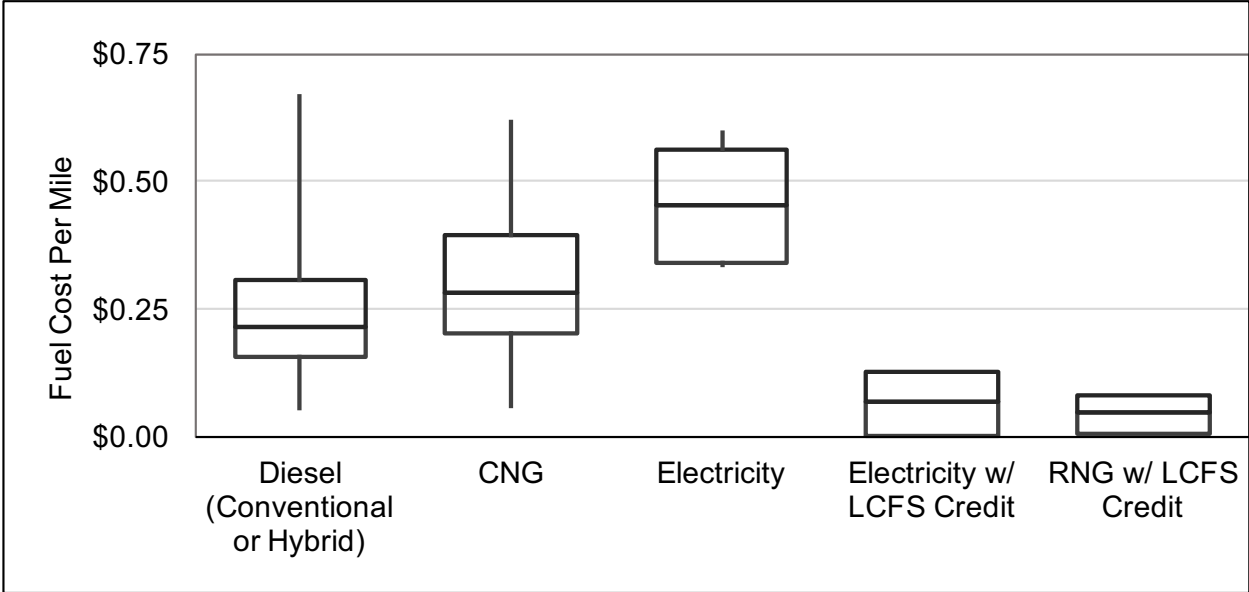 $0.75
$0.50
$0.25
$0.00
Fuel Cost Per Mile
Diesel
(Conventional
or Hybrid)
CNG
Electricity
Electricity w/
LCFS Credit
RNG w/ LCFS
Credit